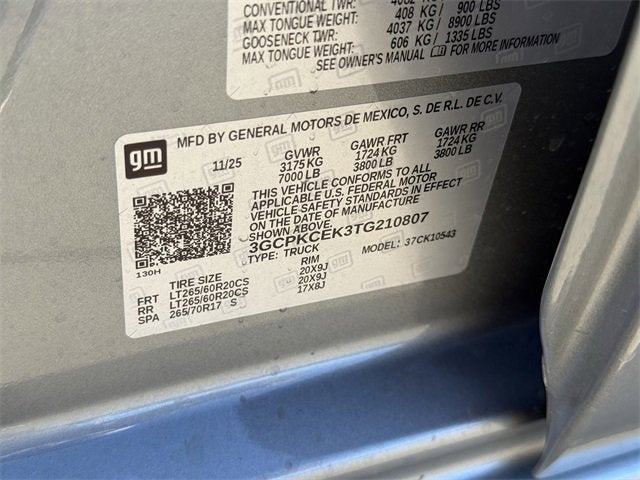 408 KG / 900 LBS
MAX TONGUE WEIGHT: 4037 KG / 8900 LBS
GOOSENECK TWR: 606 KG / 1335 LBS
MAX TONGUE WEIGHT:
SEE OWNER'S MANUAL FOR MORE INFORMATION
gm
MFD BY GENERAL MOTORS DE MEXICO, S. DE R.L. DE C.V.
11/25 GVWR GAWR FRT GAWR RR
3175 KG 1724 KG 1724 KG
7000 LB 3800 LB 3800 LB
THIS VEHICLE CONFORMS TO ALL
APPLICABLE U.S. FEDERAL MOTOR
VEHICLE SAFETY STANDARDS IN EFFECT
ON THE DATE OF MANUFACTURE
3GCPKCEK3TG210807
TYPE: TRUCK MODEL: 37CK10543
130H
TIRE SIZE RIM
FRT LT265/60R20CS 20X9J
RR LT265/60R20CS 20X9J
SPA 265/70R17 S 17X8J